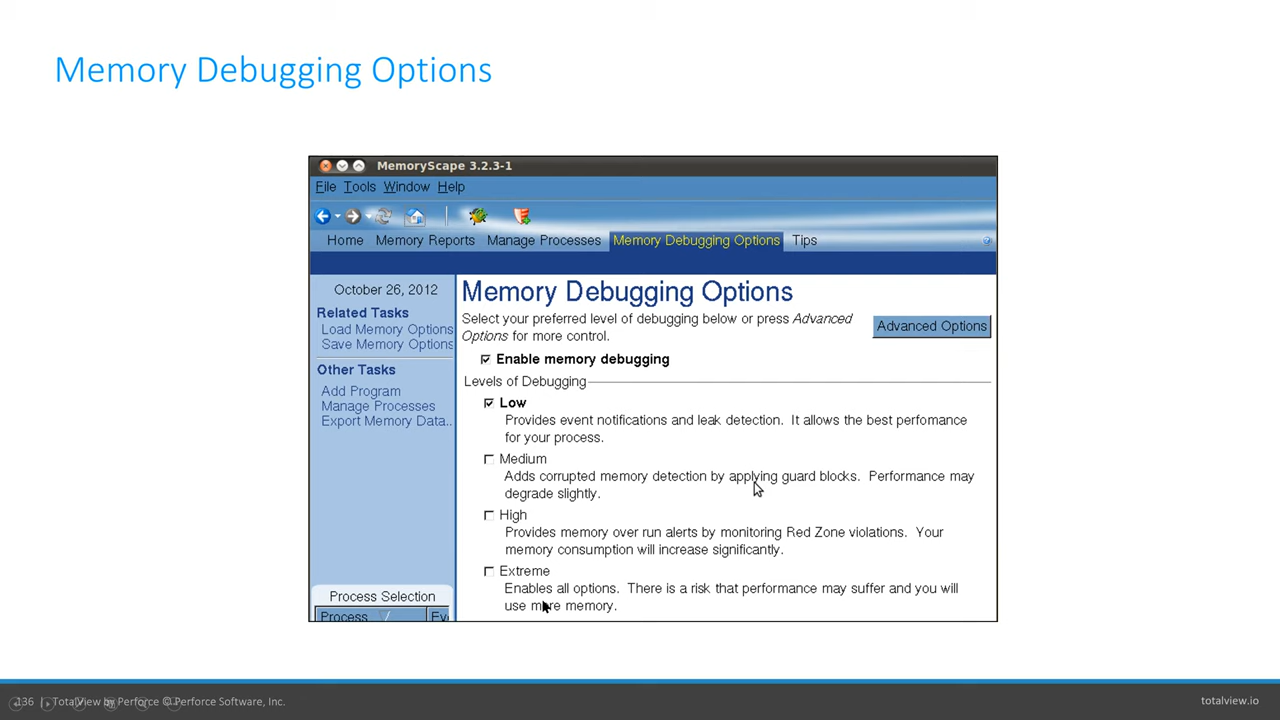 Memory Debugging Options
MemoryScape 3.2.3-1
File Tools Window Help
Home Memory Reports Manage Processes Memory Debugging Options Tips
October 26, 2012
Related Tasks
Load Memory Options
Save Memory Options
Other Tasks
Add Program
Manage Processes
Export Memory Data..
Process Selection
Process Ev
Memory Debugging Options
Select your preferred level of debugging below or press Advanced
Options for more control.
Advanced Options
Enable memory debugging
Levels of Debugging
Low
Provides event notifications and leak detection. It allows the best perfomance
for your process.
Medium
Adds corrupted memory detection by applying guard blocks. Performance may
degrade slightly.
High
Provides memory over run alerts by monitoring Red Zone violations. Your
memory consumption will increase significantly.
Extreme
Enables all options. There is a risk that performance may suffer and you will
use more memory.
136 | TotalView by Perforce © Perforce Software, Inc.
totalview.io